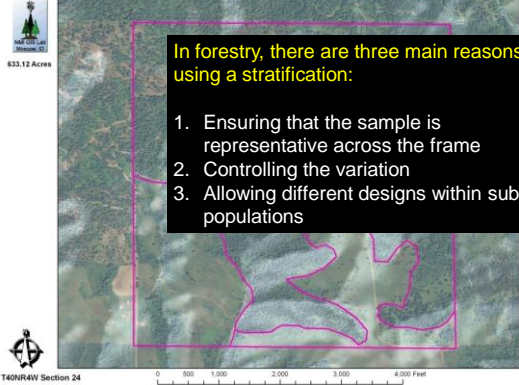 NMI GIS-Lab
Moscow, ID
633.12 Acres
In forestry, there are three main reasons
using a stratification:
1. Ensuring that the sample is
representative across the frame
2. Controlling the variation
3. Allowing different designs within sub
populations
T40NR4W Section 24
0 500 1,000 2,000 3,000 4,000 Feet